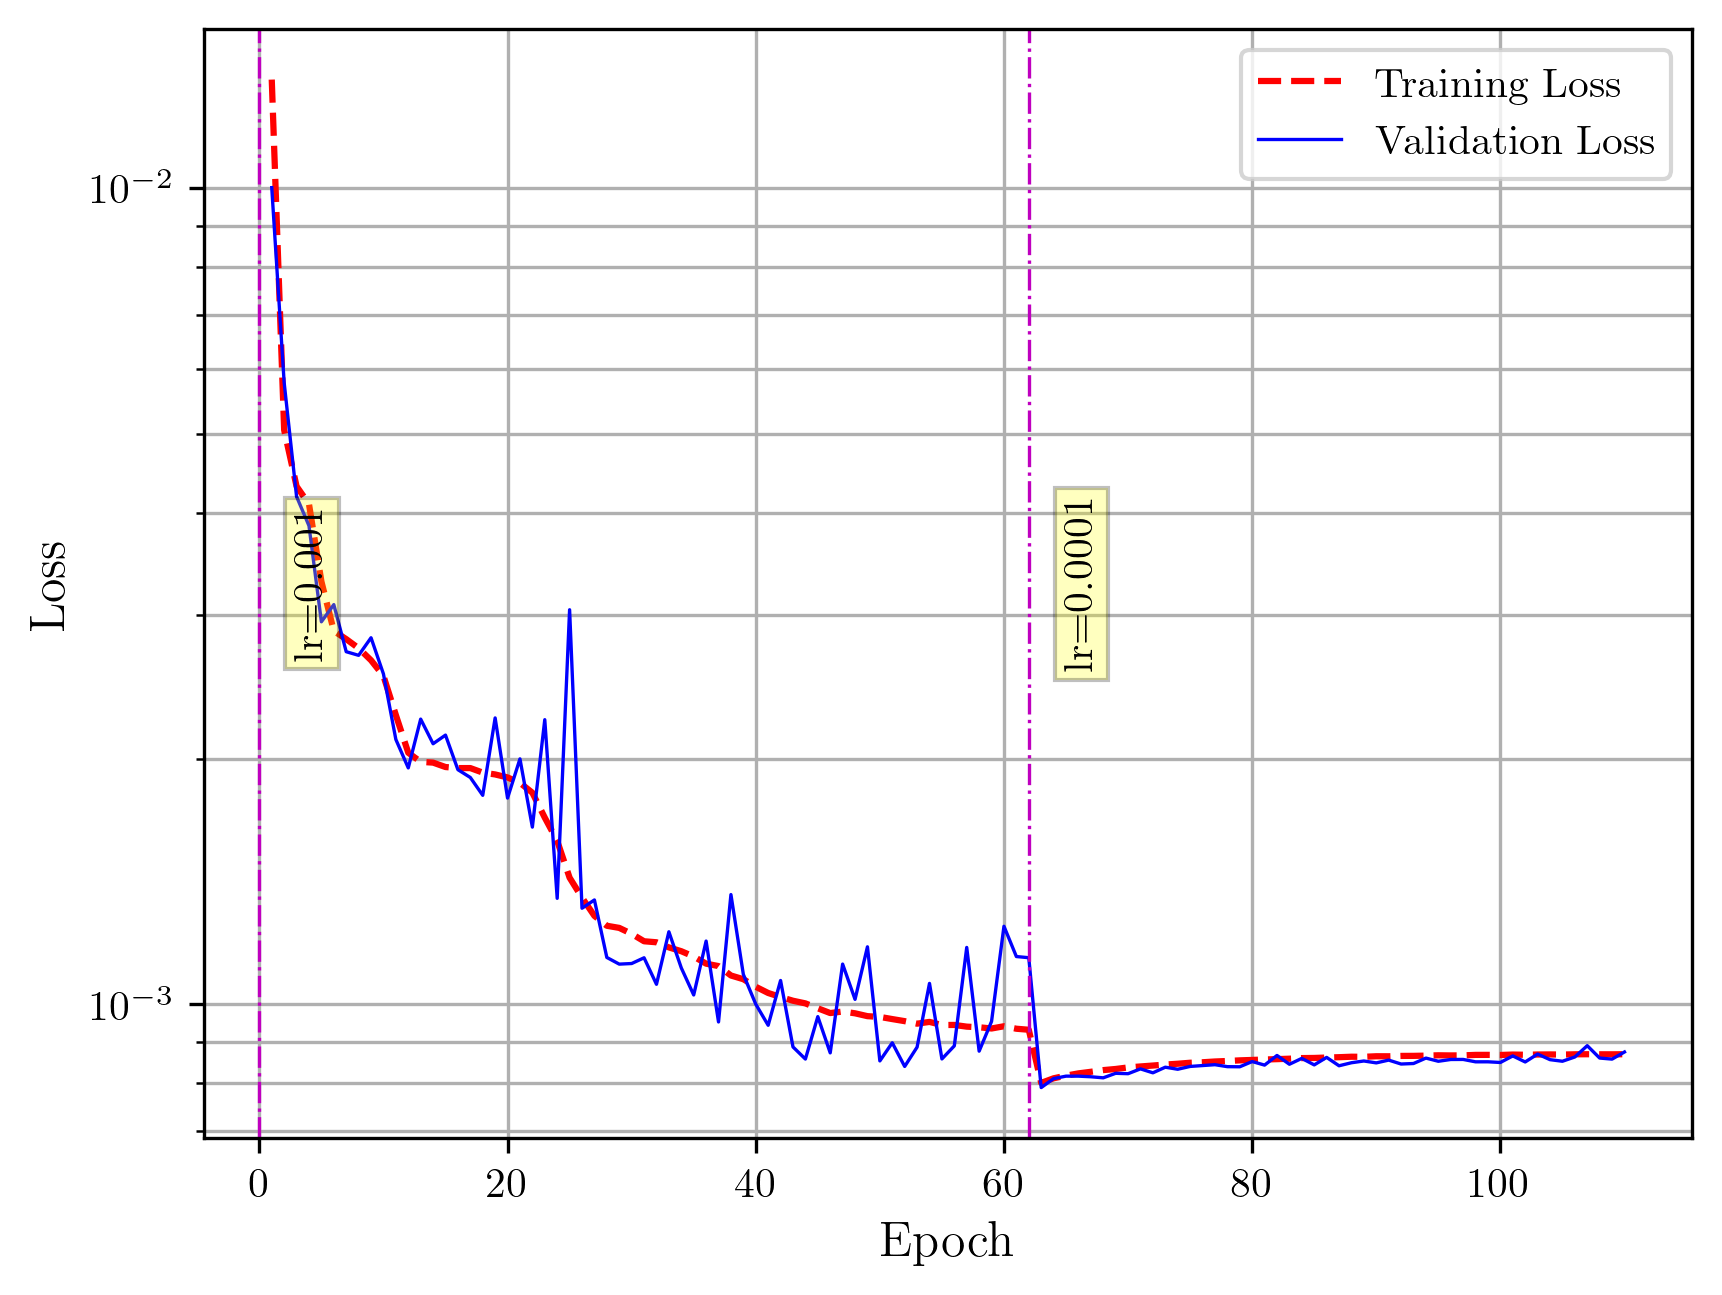 Training Loss
Validation Loss
10⁻²
10⁻³
Loss
lr=0.001
lr=0.0001
0 20 40 60 80 100
Epoch